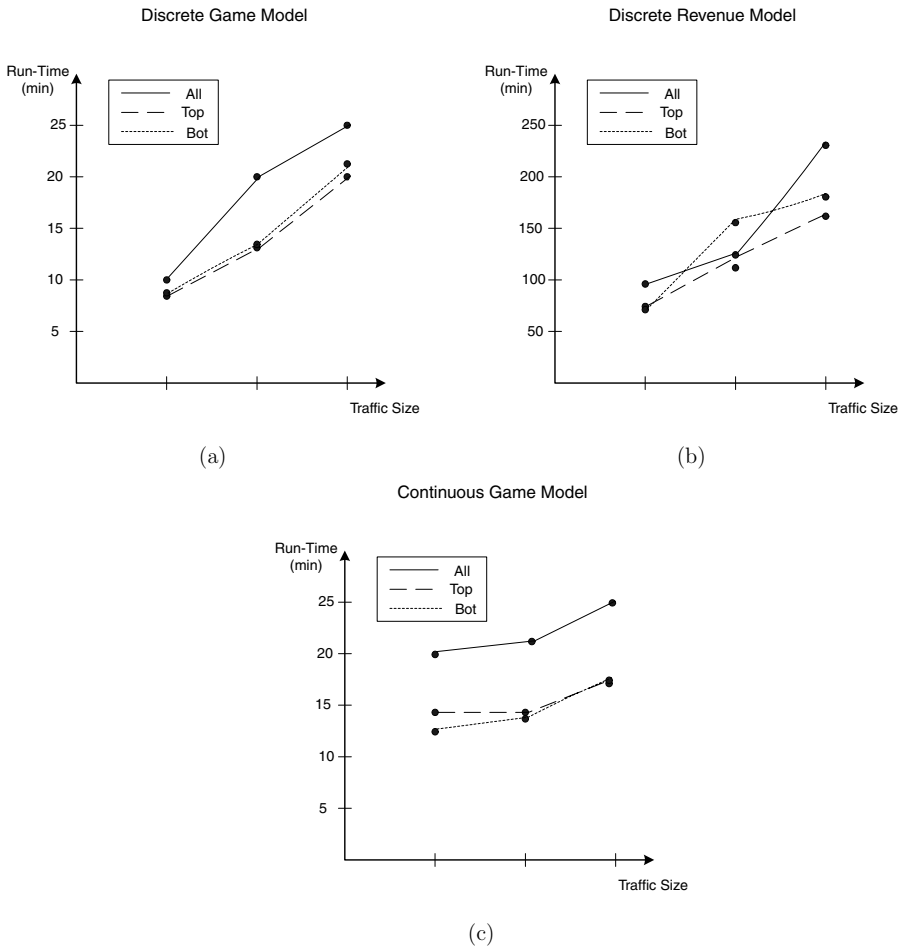 Discrete Game Model
Run-Time
(min)
All
Top
Bot
25
20
15
10
5
Traffic Size
(a)
Discrete Revenue Model
Run-Time
(min)
All
Top
Bot
250
200
150
100
50
Traffic Size
(b)
Continuous Game Model
Run-Time
(min)
All
Top
Bot
25
20
15
10
5
Traffic Size
(c)